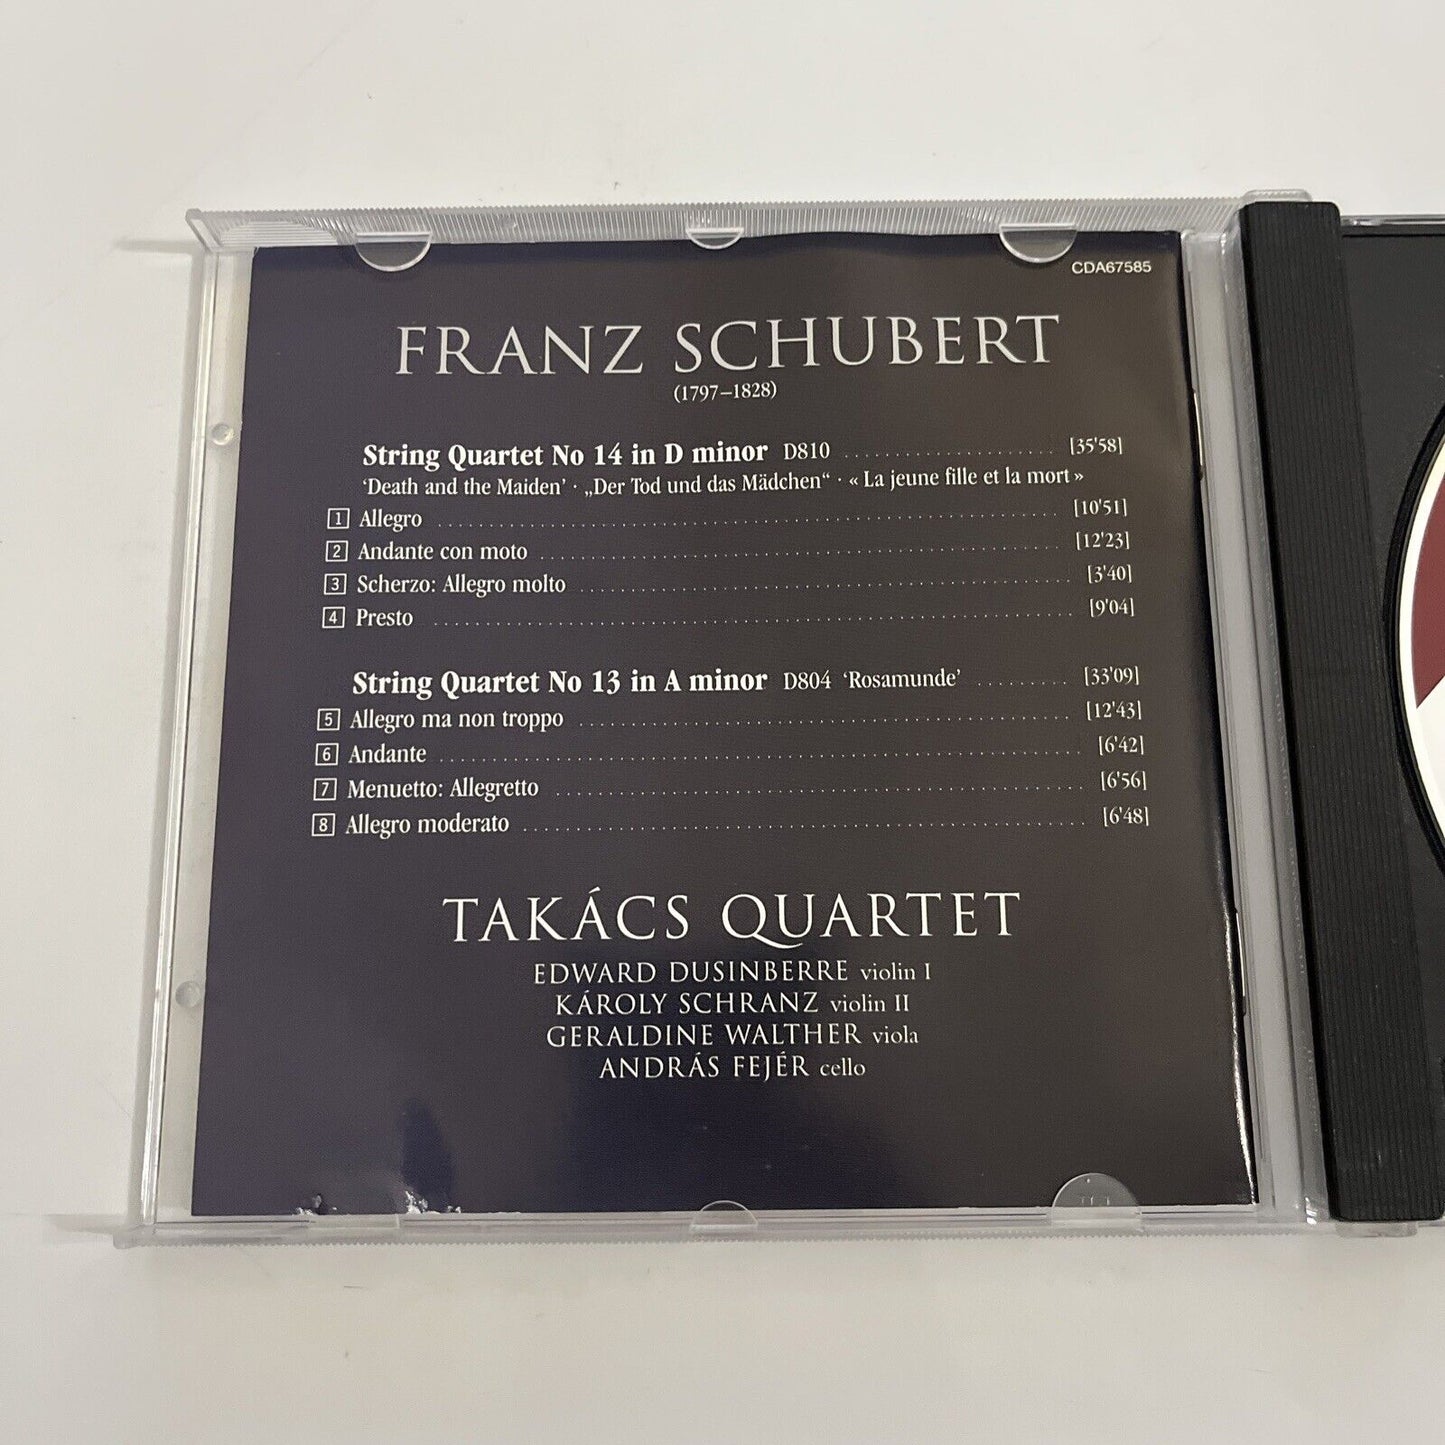 CDA67585
FRANZ SCHUBERT
(1797–1828)
String Quartet No 14 in D minor D810 . . . . . . . . . . . . . . . . . . . . . [35'58]
‘Death and the Maiden’ · „Der Tod und das Mädchen“ · « La jeune fille et la mort »
1 Allegro . . . . . . . . . . . . . . . . . . . . . [10'51]
2 Andante con moto . . . . . . . . . . . . . . . . . . . . . [12'23]
3 Scherzo: Allegro molto . . . . . . . . . . . . . . . . . . . . . [3'40]
4 Presto . . . . . . . . . . . . . . . . . . . . . [9'04]
String Quartet No 13 in A minor D804 ‘Rosamunde’ . . . . . . . . . [33'09]
5 Allegro ma non troppo . . . . . . . . . . . . . . . . . . . . . [12'43]
6 Andante . . . . . . . . . . . . . . . . . . . . . [6'42]
7 Menuetto: Allegretto . . . . . . . . . . . . . . . . . . . . . [6'56]
8 Allegro moderato . . . . . . . . . . . . . . . . . . . . . [6'48]
TAKÁCS QUARTET
EDWARD DUSINBERRE violin I
KÁROLY SCHRANZ violin II
GERALDINE WALTHER viola
ANDRÁS FEJÉR cello